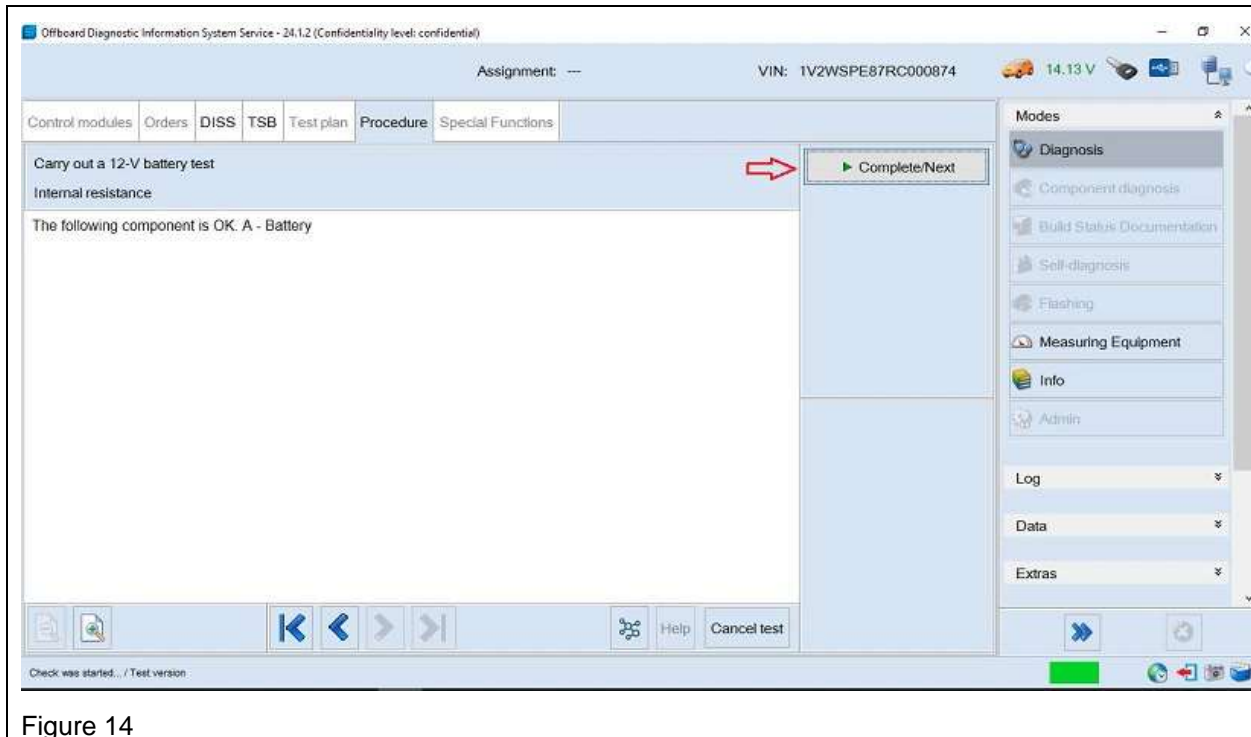 Offboard Diagnostic Information System Service - 24.1.2 (Confidentiality level: confidential)
Assignment: ---
VIN: 1V2WSPE87RC000874
14.13 V
Control modules
Orders
DISS
TSB
Test plan
Procedure
Special Functions
Carry out a 12-V battery test
Internal resistance
Complete/Next
The following component is OK. A - Battery
Modes
Diagnosis
Component diagnosis
Build Status Documentation
Self-diagnosis
Flashing
Measuring Equipment
Info
Admin
Log
Data
Extras
Help
Cancel test
Check was started... / Test version
Figure 14